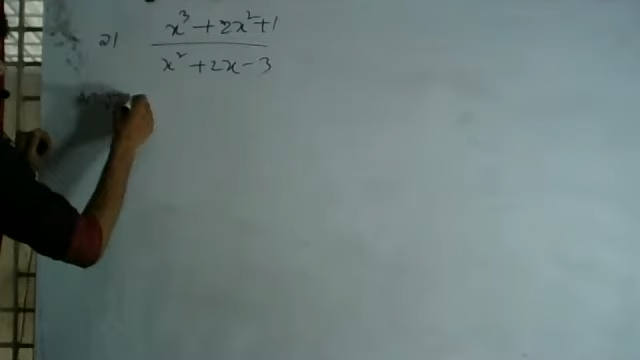 21 x³ + 2x² + 1
x² + 2x - 3